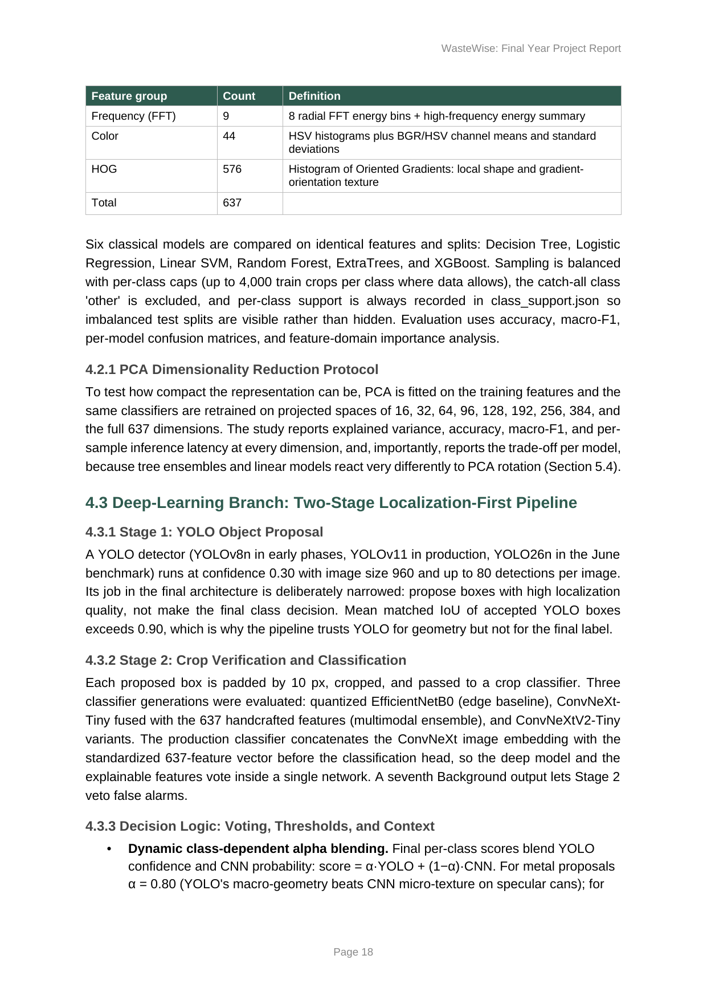 WasteWise: Final Year Project Report
Feature group Count Definition
Frequency (FFT) 9 8 radial FFT energy bins + high-frequency energy summary
Color 44 HSV histograms plus BGR/HSV channel means and standard
deviations
HOG 576 Histogram of Oriented Gradients: local shape and gradient-
orientation texture
Total 637
Six classical models are compared on identical features and splits: Decision Tree, Logistic
Regression, Linear SVM, Random Forest, ExtraTrees, and XGBoost. Sampling is balanced
with per-class caps (up to 4,000 train crops per class where data allows), the catch-all class
'other' is excluded, and per-class support is always recorded in class_support.json so
imbalanced test splits are visible rather than hidden. Evaluation uses accuracy, macro-F1,
per-model confusion matrices, and feature-domain importance analysis.
4.2.1 PCA Dimensionality Reduction Protocol
To test how compact the representation can be, PCA is fitted on the training features and the
same classifiers are retrained on projected spaces of 16, 32, 64, 96, 128, 192, 256, 384, and
the full 637 dimensions. The study reports explained variance, accuracy, macro-F1, and per-
sample inference latency at every dimension, and, importantly, reports the trade-off per model,
because tree ensembles and linear models react very differently to PCA rotation (Section 5.4).
4.3 Deep-Learning Branch: Two-Stage Localization-First Pipeline
4.3.1 Stage 1: YOLO Object Proposal
A YOLO detector (YOLOv8n in early phases, YOLOv11 in production, YOLO26n in the June
benchmark) runs at confidence 0.30 with image size 960 and up to 80 detections per image.
Its job in the final architecture is deliberately narrowed: propose boxes with high localization
quality, not make the final class decision. Mean matched IoU of accepted YOLO boxes
exceeds 0.90, which is why the pipeline trusts YOLO for geometry but not for the final label.
4.3.2 Stage 2: Crop Verification and Classification
Each proposed box is padded by 10 px, cropped, and passed to a crop classifier. Three
classifier generations were evaluated: quantized EfficientNetB0 (edge baseline), ConvNeXt-
Tiny fused with the 637 handcrafted features (multimodal ensemble), and ConvNeXtV2-Tiny
variants. The production classifier concatenates the ConvNeXt image embedding with the
standardized 637-feature vector before the classification head, so the deep model and the
explainable features vote inside a single network. A seventh Background output lets Stage 2
veto false alarms.
4.3.3 Decision Logic: Voting, Thresholds, and Context
• Dynamic class-dependent alpha blending. Final per-class scores blend YOLO
confidence and CNN probability: score = α·YOLO + (1−α)·CNN. For metal proposals
α = 0.80 (YOLO's macro-geometry beats CNN micro-texture on specular cans); for
Page 18